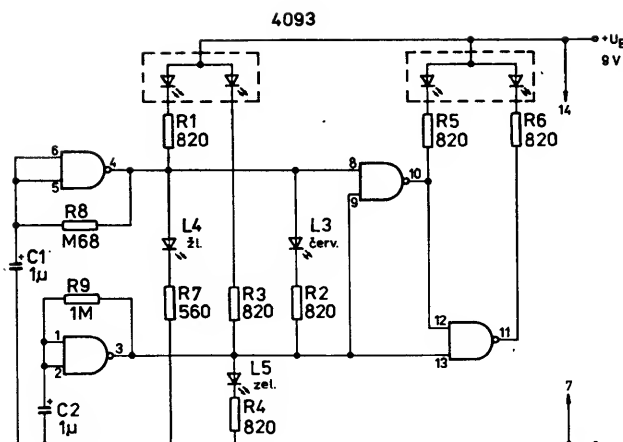 4093
+U_B
9 V
14
R1
820
R5
820
R6
820
6
5
4
8
9
10
R8
M68
L4
žl.
L3
červ.
C1
1µ
+
R9
1M
R7
560
R3
820
R2
820
1
2
3
12
13
11
L5
zel.
R4
820
C2
1µ
+
7